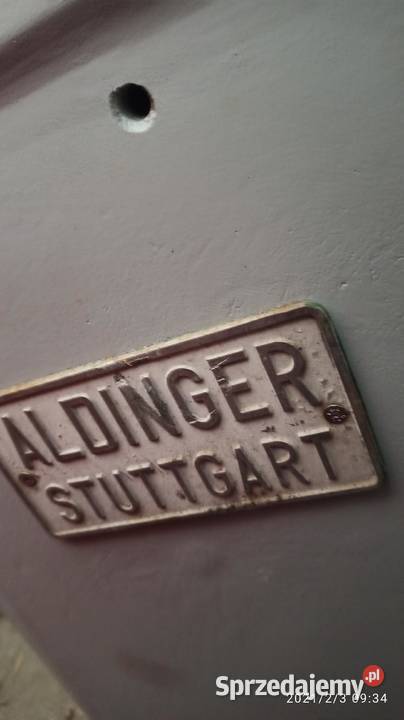 ALDINGER
STUTTGART
Sprzedajemy.pl
2021/2/3 09:34